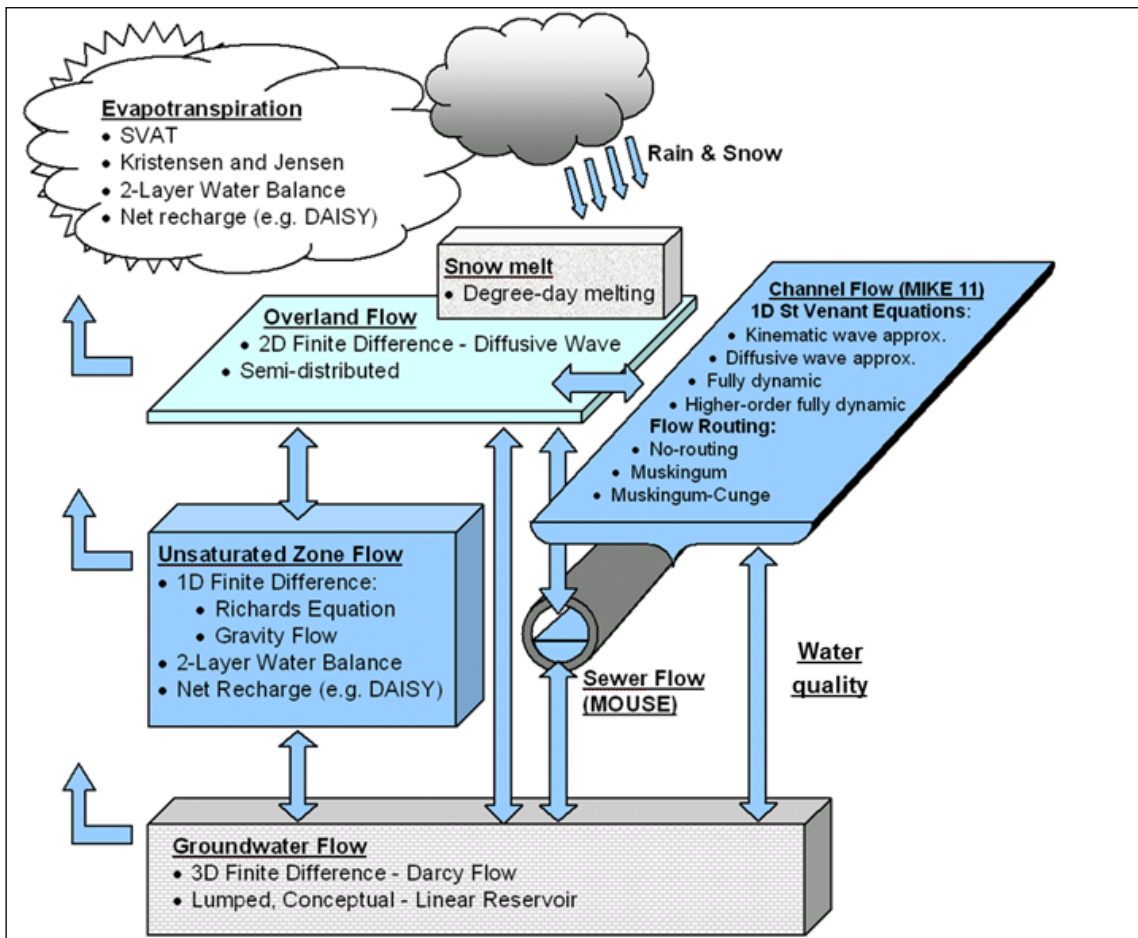 Evapotranspiration
• SVAT
• Kristensen and Jensen
• 2-Layer Water Balance
• Net recharge (e.g. DAISY)
Rain & Snow
Snow melt
• Degree-day melting
Overland Flow
• 2D Finite Difference - Diffusive Wave
• Semi-distributed
Channel Flow (MIKE 11)
1D St Venant Equations:
• Kinematic wave approx.
• Diffusive wave approx.
• Fully dynamic
• Higher-order fully dynamic
Flow Routing:
• No-routing
• Muskingum
• Muskingum-Cunge
Unsaturated Zone Flow
• 1D Finite Difference:
• Richards Equation
• Gravity Flow
• 2-Layer Water Balance
• Net Recharge (e.g. DAISY)
Sewer Flow
(MOUSE)
Water
quality
Groundwater Flow
• 3D Finite Difference - Darcy Flow
• Lumped, Conceptual - Linear Reservoir